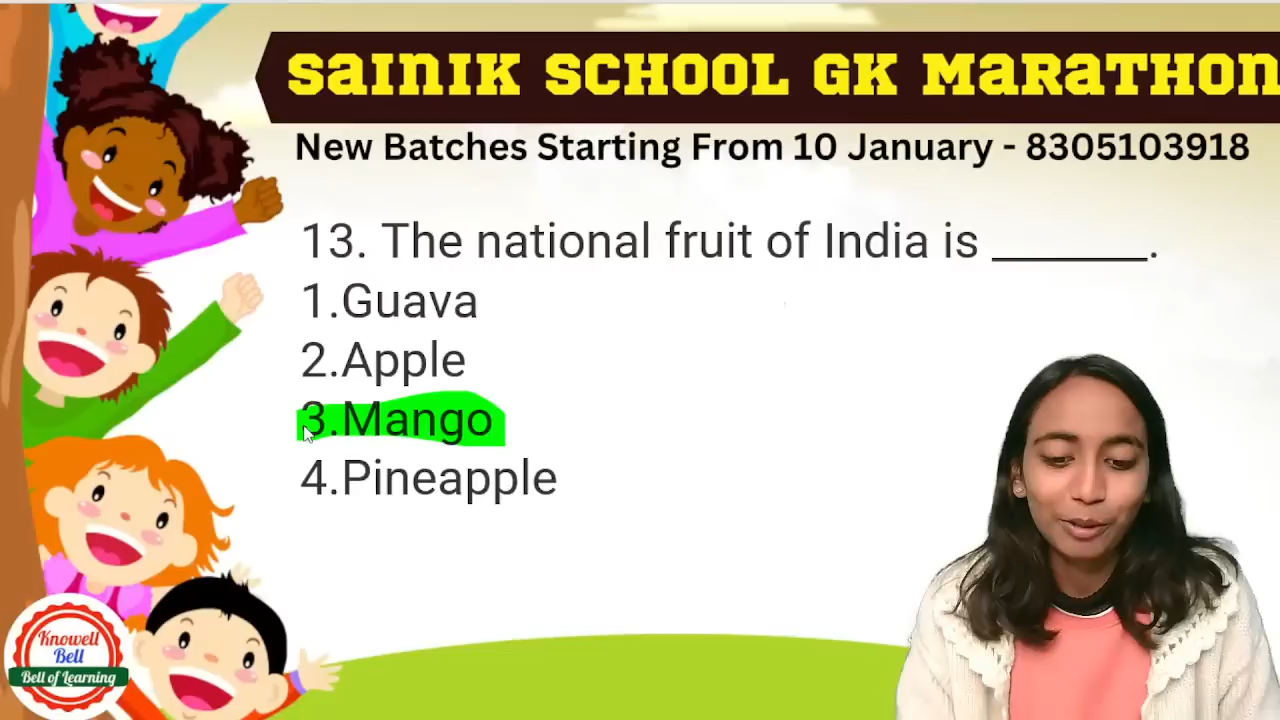 SAINIK SCHOOL GK MARATHON
New Batches Starting From 10 January - 8305103918
13. The national fruit of India is _______.
1.Guava
2.Apple
3.Mango
4.Pineapple
Knowell
Bell
Bell of Learning